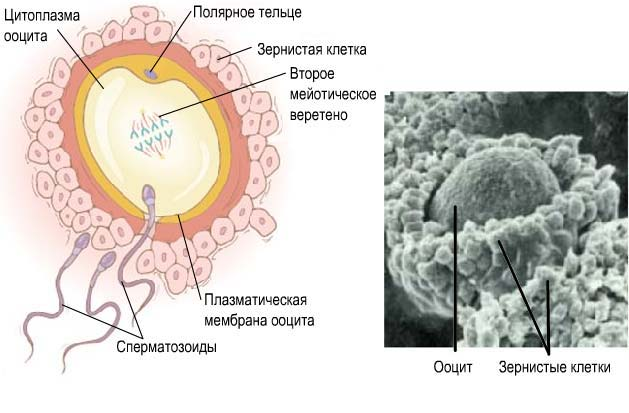 Цитоплазма
ооцита
Полярное тельце
Зернистая клетка
Второе
мейотическое
веретено
Плазматическая
мембрана ооцита
Сперматозоиды
Ооцит
Зернистые клетки